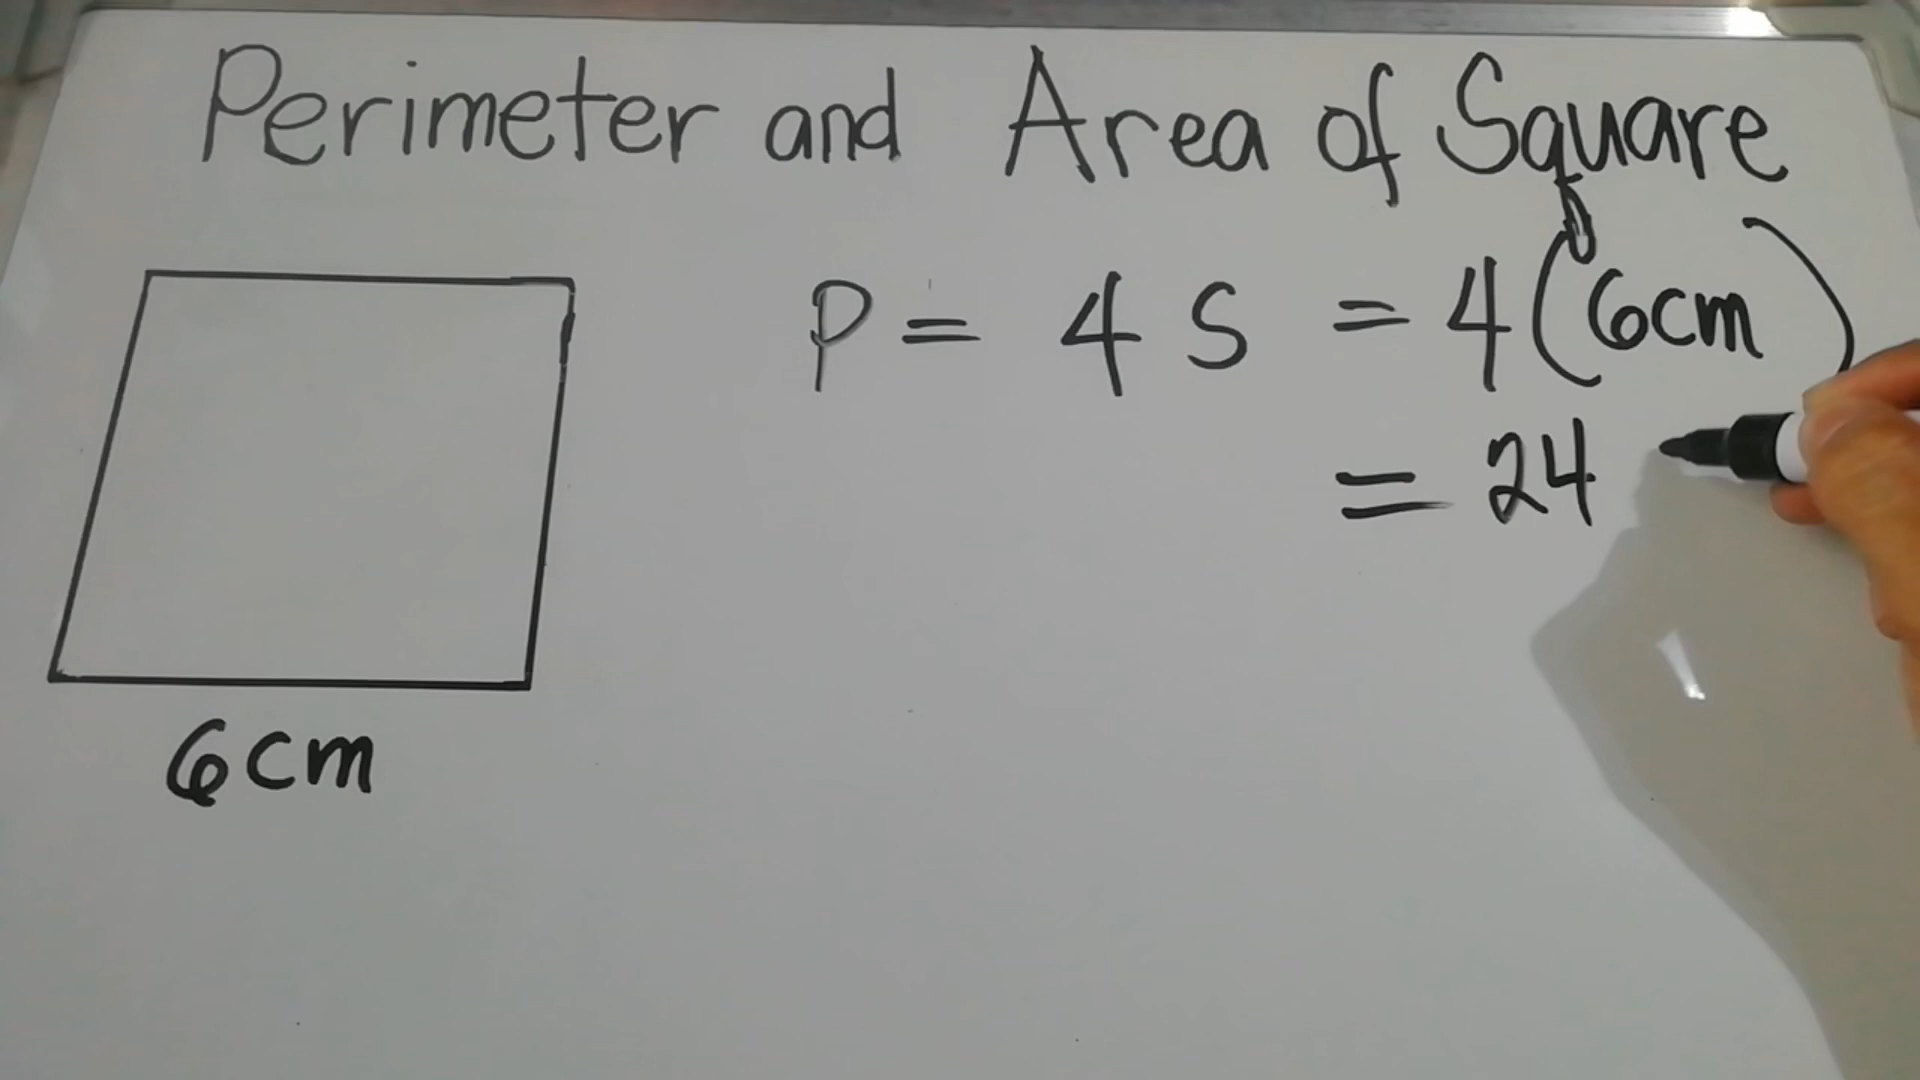 Perimeter and Area of Square
P = 4 S = 4(6cm)
= 24
6cm